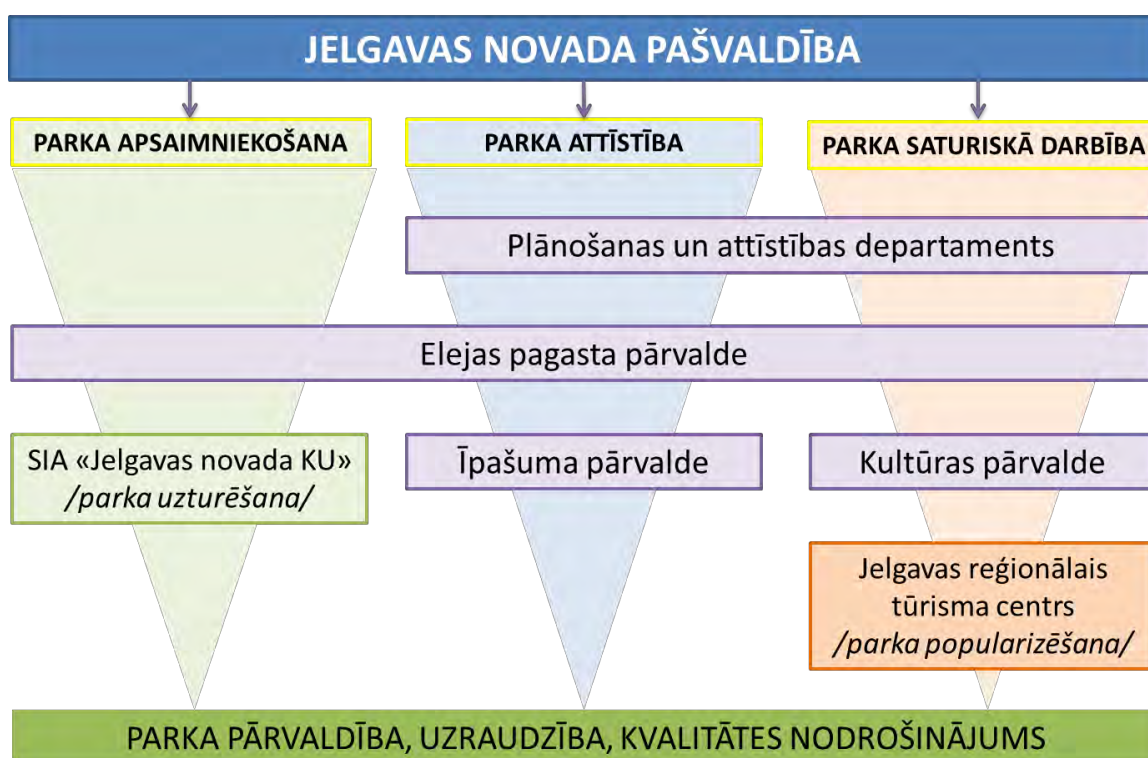 JELGAVAS NOVADA PAŠVALDĪBA
PARKA APSAIMNIEKOŠANA
PARKA ATTĪSTĪBA
PARKA SATURISKĀ DARBĪBA
Plānošanas un attīstības departaments
Elejas pagasta pārvalde
SIA «Jelgavas novada KU»
/parka uzturēšana/
Īpašuma pārvalde
Kultūras pārvalde
Jelgavas reģionālais
tūrisma centrs
/parka popularizēšana/
PARKA PĀRVALDĪBA, UZRAUDZĪBA, KVALITĀTES NODROŠINĀJUMS